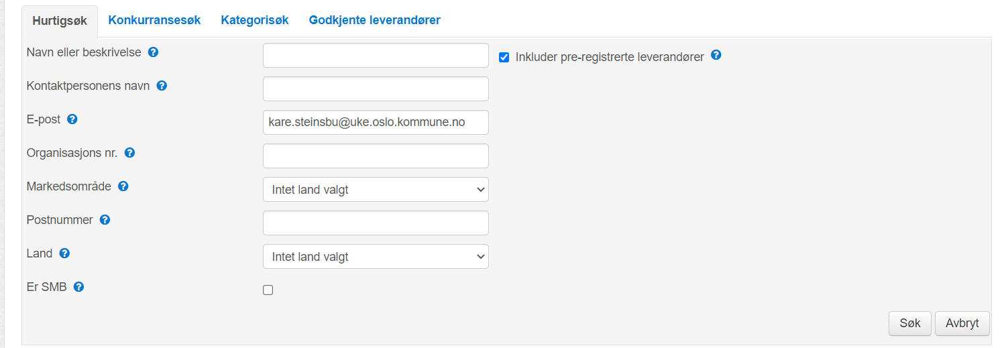 Hurtigsøk Konkurransesøk Kategorisøk Godkjente leverandører
Navn eller beskrivelse ? Inkluder pre-registrerte leverandører ?
Kontaktpersonens navn ?
E-post ? kare.steinsbu@uke.oslo.kommune.no
Organisasjons nr. ?
Markedsområde ? Intet land valgt
Postnummer ?
Land ? Intet land valgt
Er SMB ?
Søk Avbryt